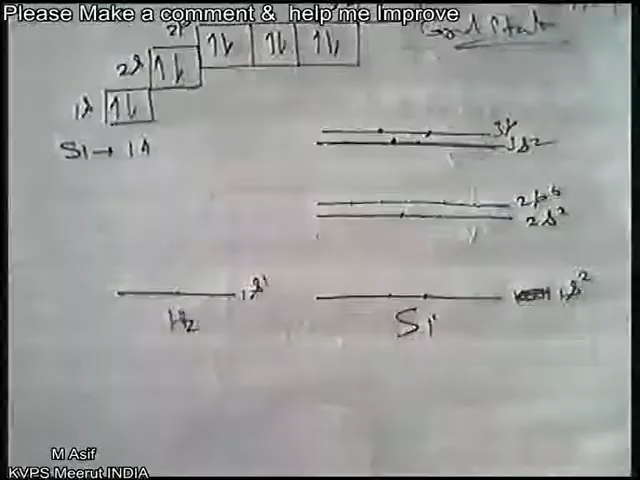 Please Make a comment & help me Improve
2p
Ground State
2s
1s
Si → 14
3p
3s2
2p6
2s2
1s1
1s2
H2
Si
M Asif
KVPS Meerut INDIA